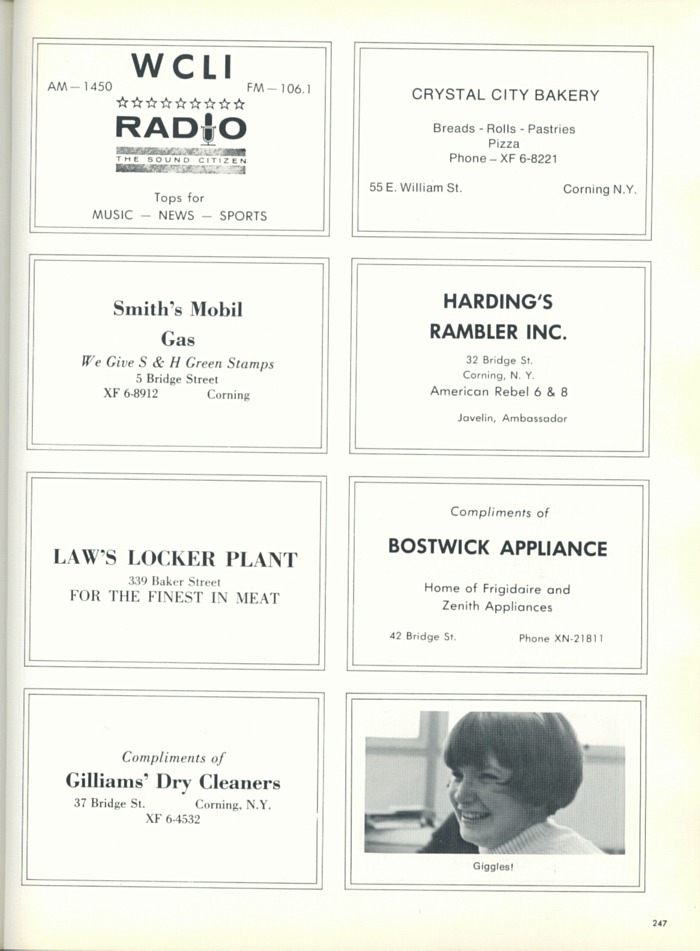 WCLI
AM – 1450
FM – 106.1
☆☆☆☆☆☆☆☆☆
RADIO
THE SOUND CITIZEN
Tops for
MUSIC – NEWS – SPORTS
CRYSTAL CITY BAKERY
Breads - Rolls - Pastries
Pizza
Phone – XF 6-8221
55 E. William St. Corning N.Y.
Smith's Mobil
Gas
We Give S & H Green Stamps
5 Bridge Street
XF 6-8912 Corning
HARDING'S
RAMBLER INC.
32 Bridge St.
Corning, N. Y.
American Rebel 6 & 8
Javelin, Ambassador
LAW'S LOCKER PLANT
339 Baker Street
FOR THE FINEST IN MEAT
Compliments of
BOSTWICK APPLIANCE
Home of Frigidaire and
Zenith Appliances
42 Bridge St. Phone XN-21811
Compliments of
Gilliams' Dry Cleaners
37 Bridge St. Corning, N.Y.
XF 6-4532
Giggles!
247